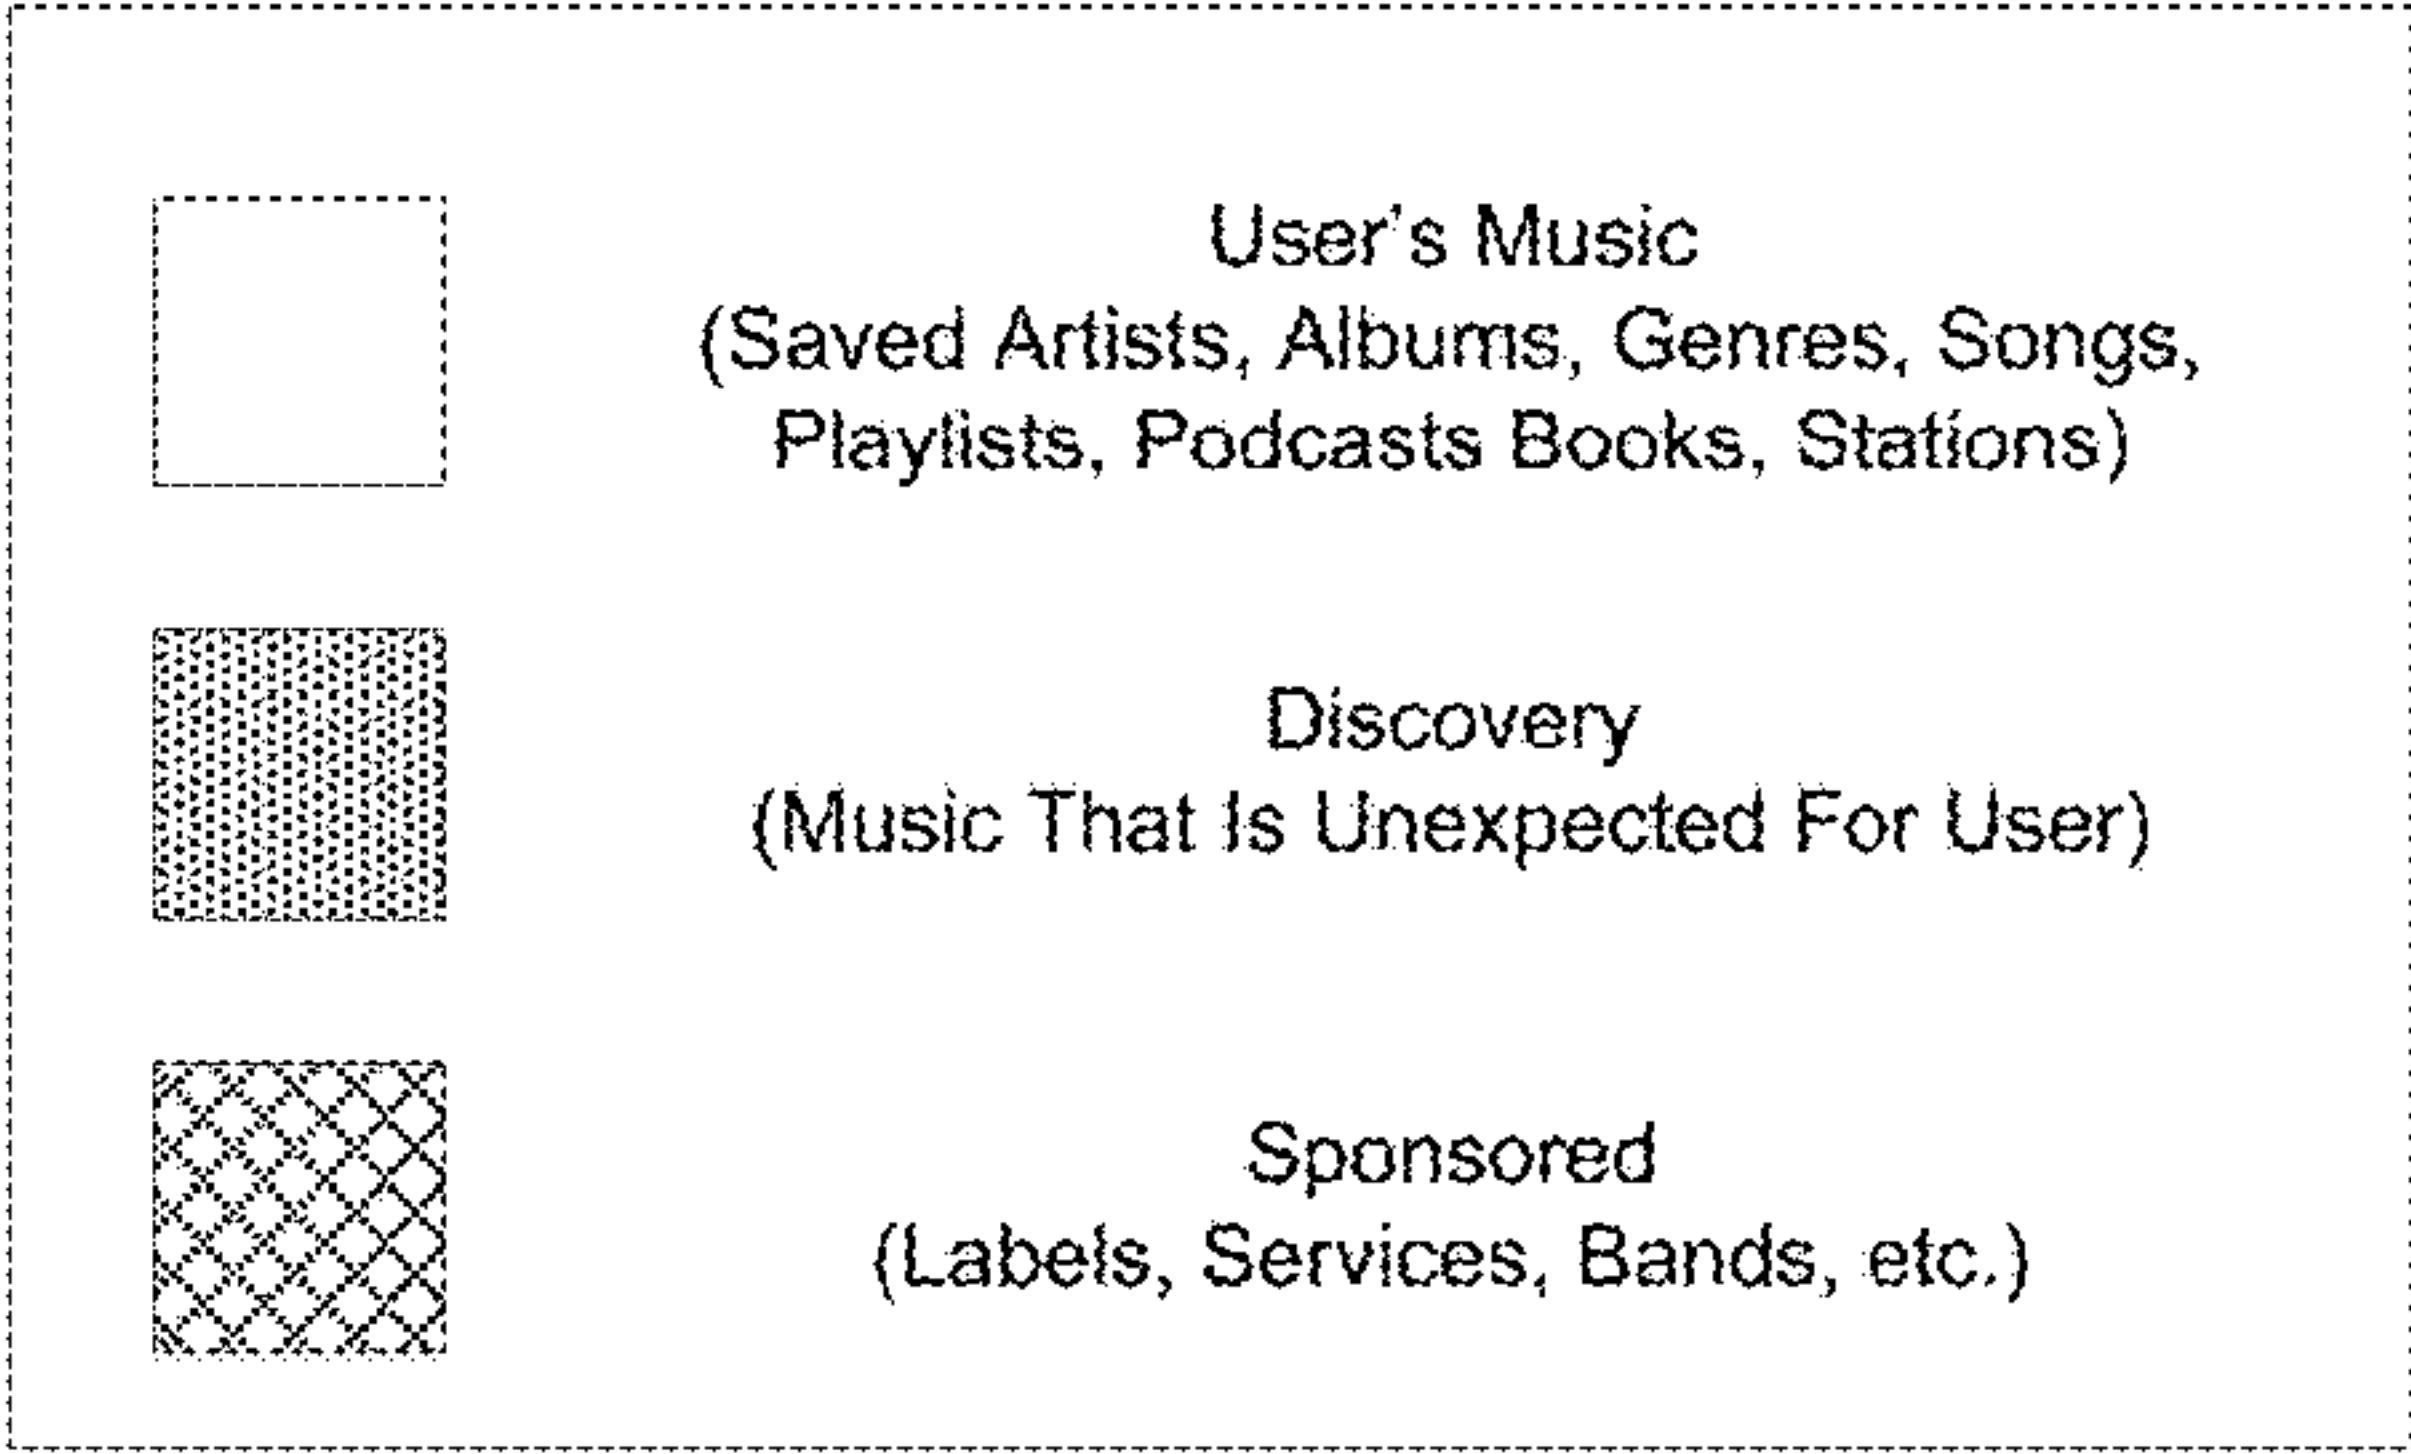 User's Music
(Saved Artists, Albums, Genres, Songs,
Playlists, Podcasts Books, Stations)
Discovery
(Music That Is Unexpected For User)
Sponsored
(Labels, Services, Bands, etc.)